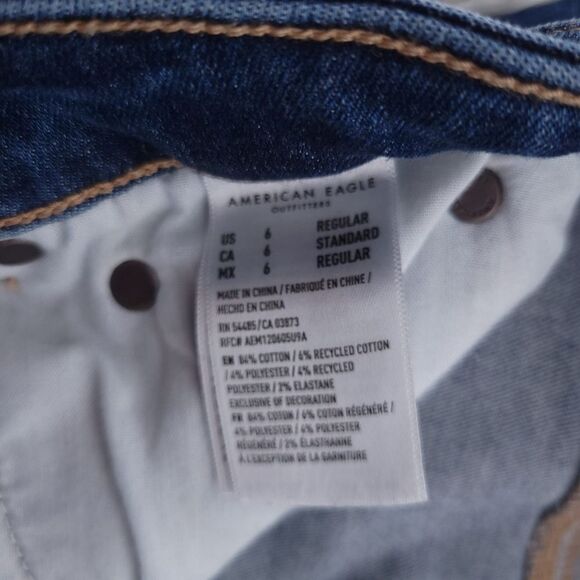 AMERICAN EAGLE
OUTFITTERS
US 6 REGULAR
CA 6 STANDARD
MX 6 REGULAR
MADE IN CHINA / FABRIQUÉ EN CHINE /
HECHO EN CHINA
RN 54485/CA 03873
RFC# AEM120605U9A
EN 84% COTTON / 6% RECYCLED COTTON
/ 4% POLYESTER / 4% RECYCLED
POLYESTER / 2% ELASTANE
EXCLUSIVE OF DECORATION
FR 84% COTON / 6% COTON RÉGÉNÉRÉ /
4% POLYESTER / 4% POLYESTER
RÉGÉNÉRÉ / 2% ÉLASTHANNE
À L'EXCEPTION DE LA GARNITURE